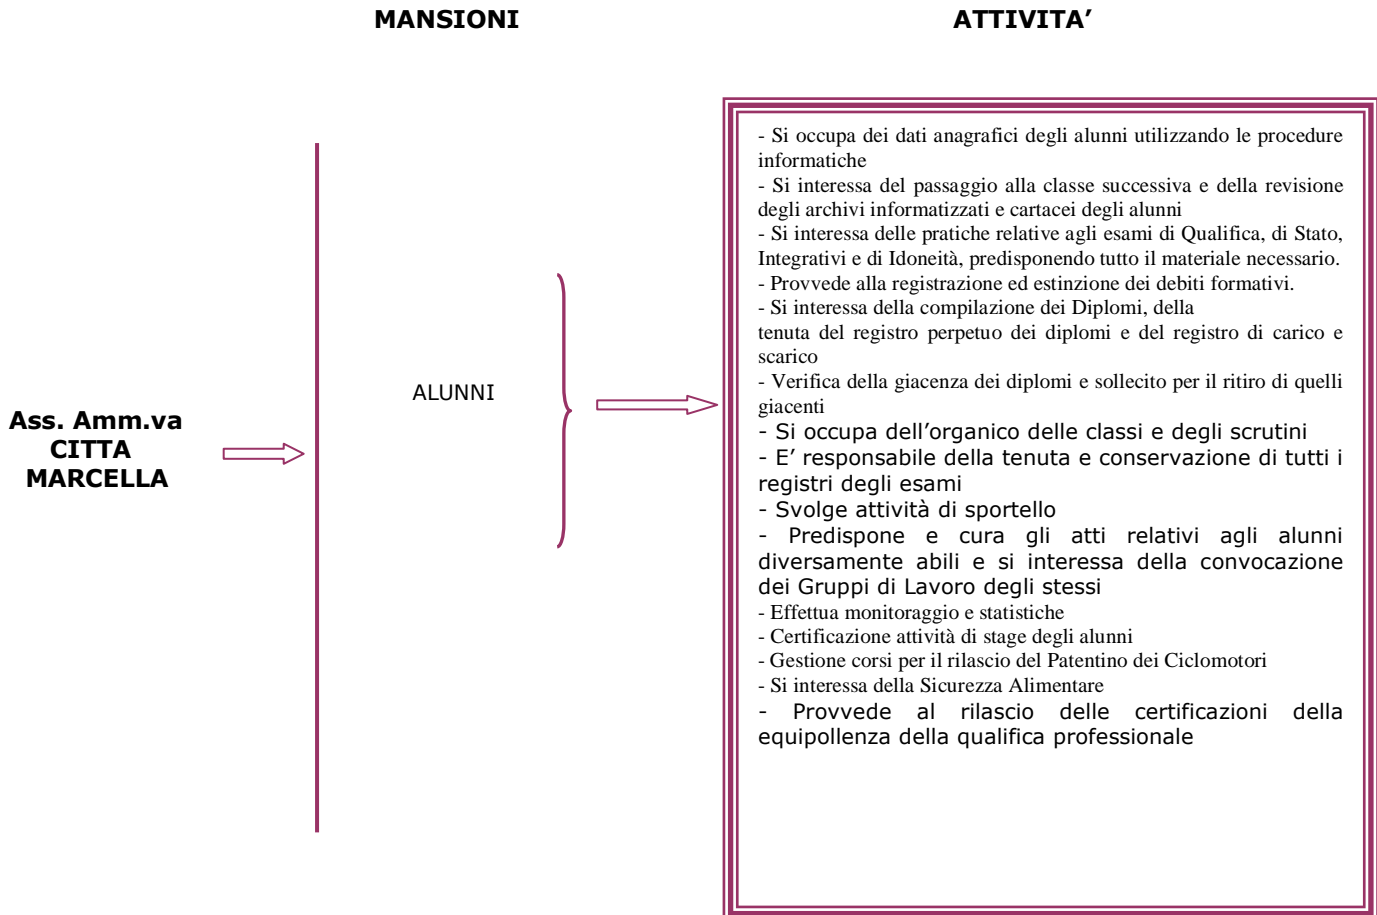 MANSIONI
ATTIVITA’
Ass. Amm.va
CITTA
MARCELLA
ALUNNI
- Si occupa dei dati anagrafici degli alunni utilizzando le procedure
informatiche
- Si interessa del passaggio alla classe successiva e della revisione
degli archivi informatizzati e cartacei degli alunni
- Si interessa delle pratiche relative agli esami di Qualifica, di Stato,
Integrativi e di Idoneità, predisponendo tutto il materiale necessario.
- Provvede alla registrazione ed estinzione dei debiti formativi.
- Si interessa della compilazione dei Diplomi, della
tenuta del registro perpetuo dei diplomi e del registro di carico e
scarico
- Verifica della giacenza dei diplomi e sollecito per il ritiro di quelli
giacenti
- Si occupa dell’organico delle classi e degli scrutini
- E’ responsabile della tenuta e conservazione di tutti i
registri degli esami
- Svolge attività di sportello
- Predispone e cura gli atti relativi agli alunni
diversamente abili e si interessa della convocazione
dei Gruppi di Lavoro degli stessi
- Effettua monitoraggio e statistiche
- Certificazione attività di stage degli alunni
- Gestione corsi per il rilascio del Patentino dei Ciclomotori
- Si interessa della Sicurezza Alimentare
- Provvede al rilascio delle certificazioni della
equipollenza della qualifica professionale